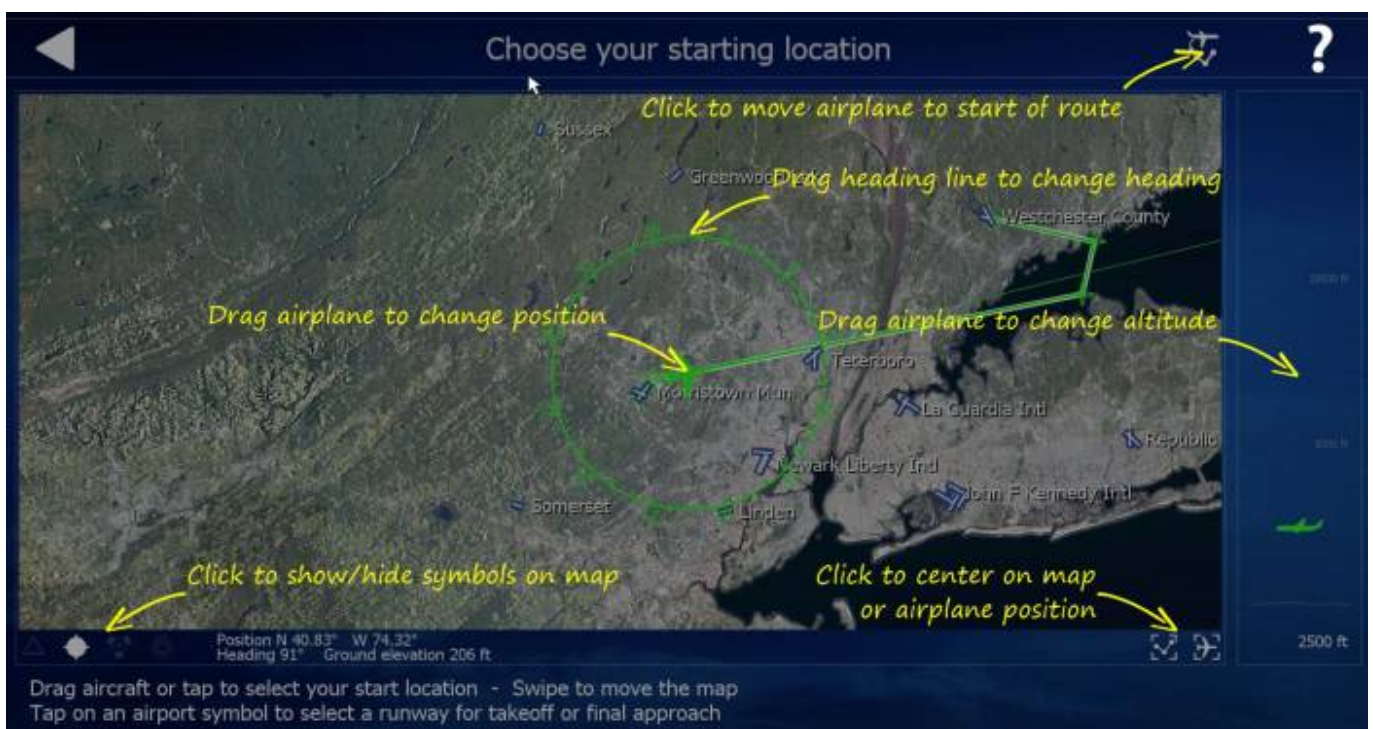 Choose your starting location
?
Click to move airplane to start of route
Sussex
Drag heading line to change heading
Westchester County
Drag airplane to change position
Drag airplane to change altitude
Teterboro
Morristown Mun
La Guardia Intl
Republic
Newark Liberty Intl
John F Kennedy Intl
Somerset
Linden
Click to show/hide symbols on map
Click to center on map
or airplane position
Position N 40.83° W 74.32°
Heading 91° Ground elevation 206 ft
2500 ft
Drag aircraft or tap to select your start location - Swipe to move the map
Tap on an airport symbol to select a runway for takeoff or final approach